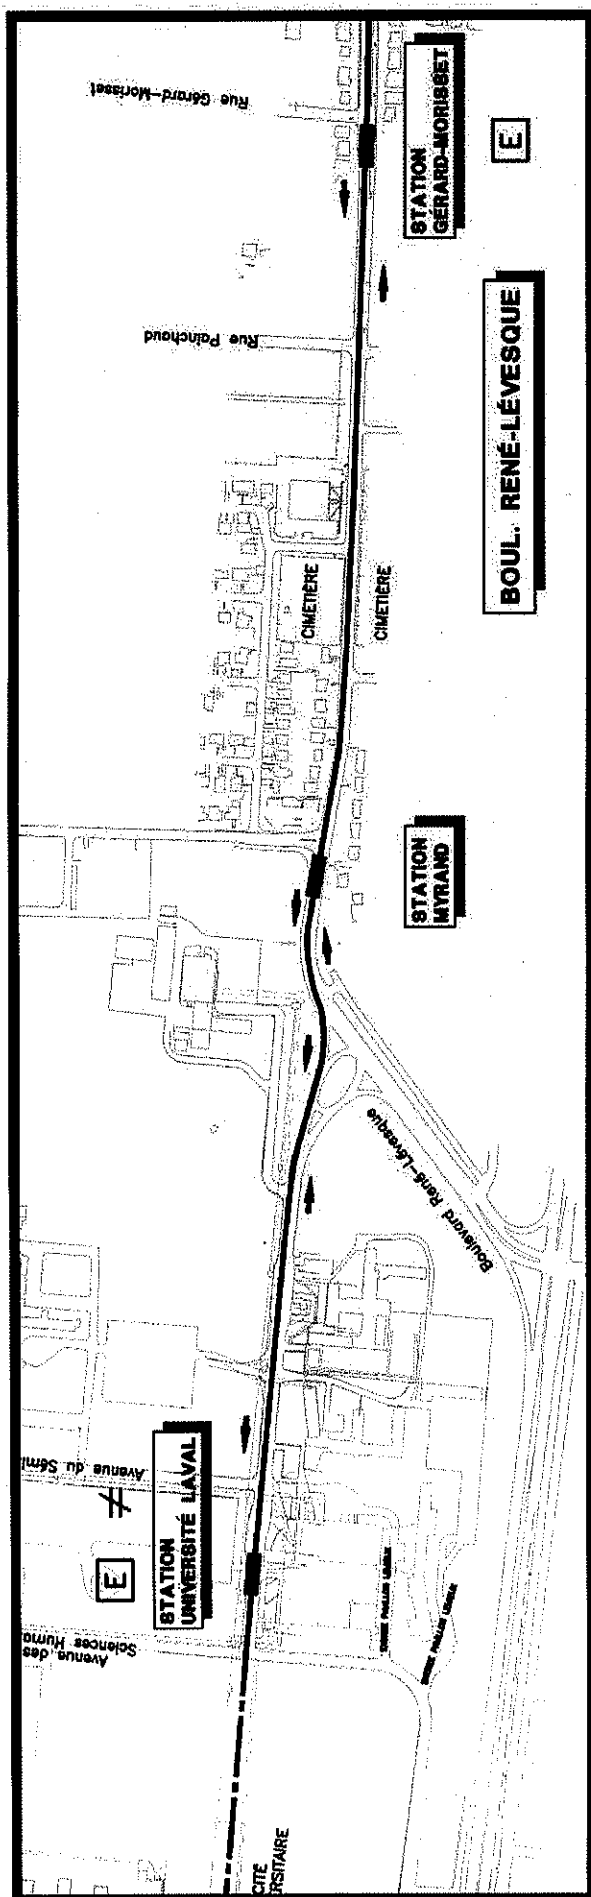 Rue Gérard-Morisset
STATION
GÉRARD-MORISSET
E
Rue Painchaud
BOUL. RENÉ-LÉVESQUE
CIMETIÈRE
CIMETIÈRE
STATION
MYRAND
Boulevard René-Lévesque
Avenue du Sémi
STATION
UNIVERSITÉ LAVAL
E
Avenue des
Sciences Huma
CITÉ
RSITAIRE